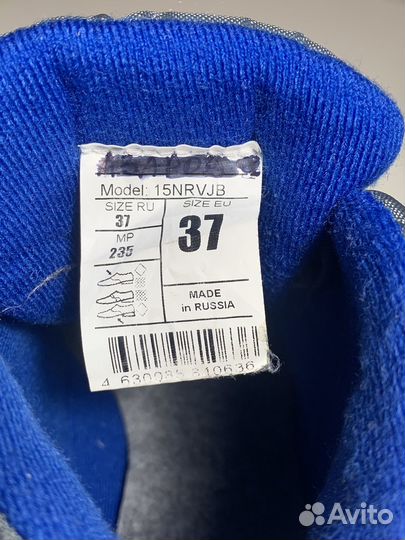 Model: 15NRVJB
SIZE RU
37
MP
235
SIZE EU
37
MADE
in RUSSIA
Avito